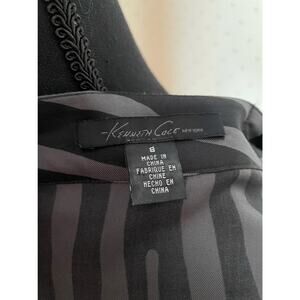 KENNETH COLE NEW YORK
8
MADE IN
CHINA
FABRIQUE EN
CHINE
HECHO EN
CHINA